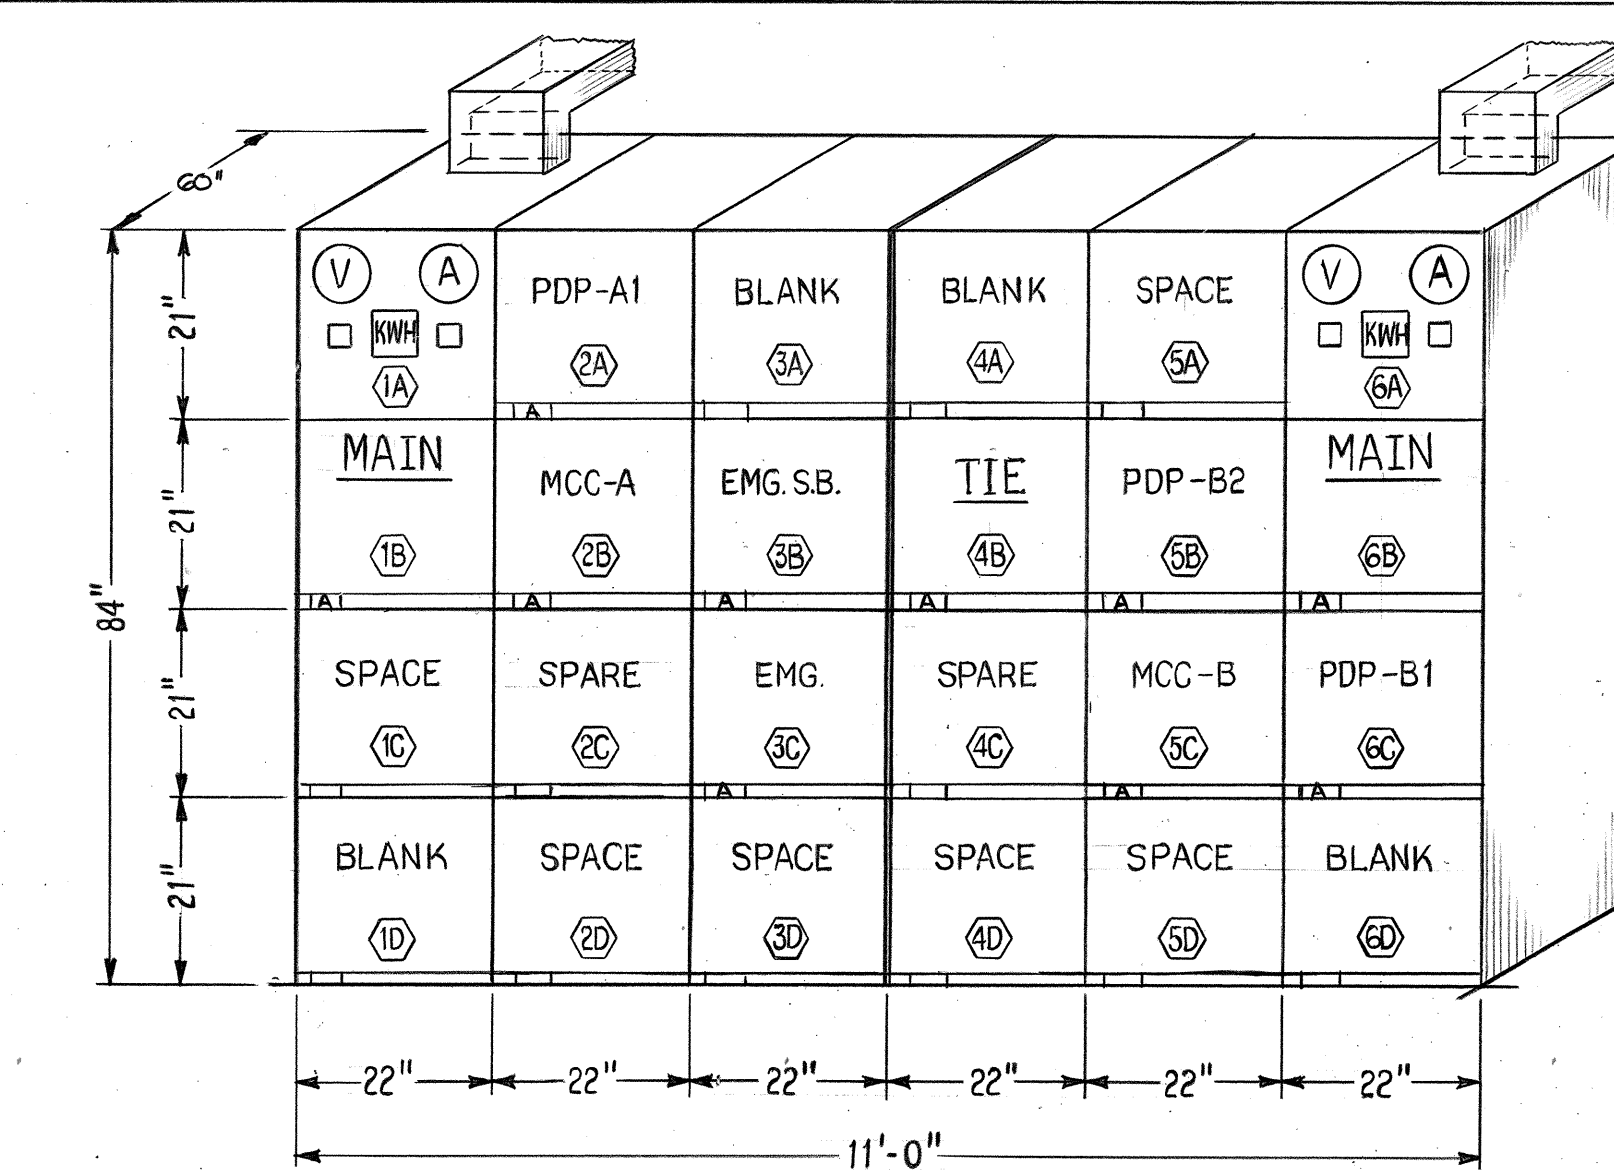 60"
V A
KWH
1A
PDP-A1
2A
BLANK
3A
BLANK
4A
SPACE
5A
V A
KWH
6A
21"
A
MAIN
1B
MCC-A
2B
EMG. S.B.
3B
TIE
4B
PDP-B2
5B
MAIN
6B
21"
A A A A A A
84"
SPACE
1C
SPARE
2C
EMG.
3C
SPARE
4C
MCC-B
5C
PDP-B1
6C
21"
A A A
BLANK
1D
SPACE
2D
SPACE
3D
SPACE
4D
SPACE
5D
BLANK
6D
21"
22" 22" 22" 22" 22" 22"
11'-0"